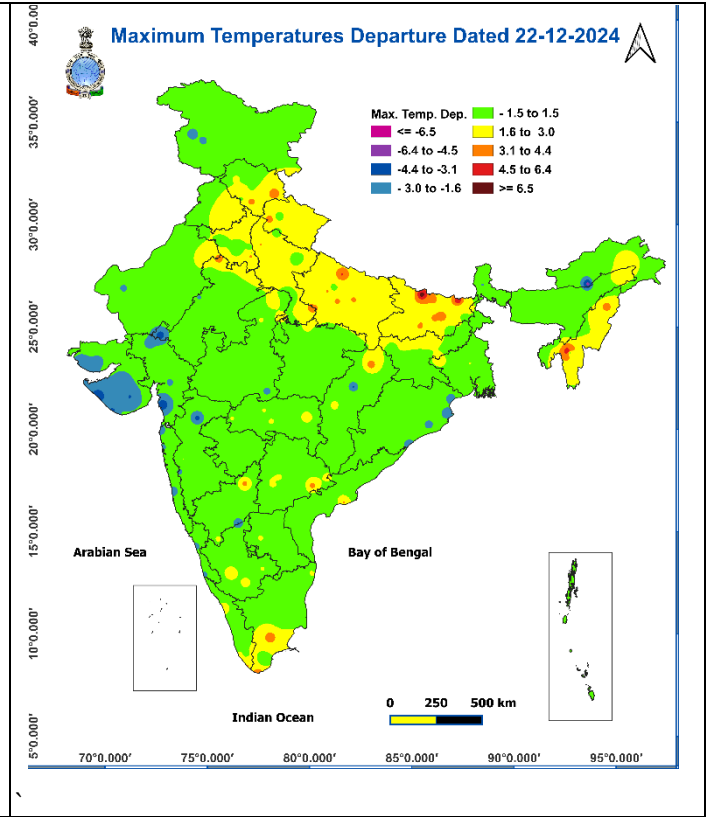 Maximum Temperatures Departure Dated 22-12-2024
Max. Temp. Dep.
<= -6.5
-6.4 to -4.5
-4.4 to -3.1
- 3.0 to -1.6
- 1.5 to 1.5
1.6 to 3.0
3.1 to 4.4
4.5 to 6.4
>= 6.5
40°0.000'
35°0.000'
30°0.000'
25°0.000'
20°0.000'
15°0.000'
10°0.000'
5°0.000'
Arabian Sea
Bay of Bengal
Indian Ocean
0 250 500 km
70°0.000' 75°0.000' 80°0.000' 85°0.000' 90°0.000' 95°0.000'
`